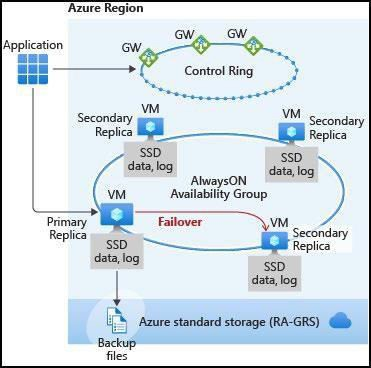 Azure Region
Application
GW
GW
GW
Control Ring
VM
Secondary
Replica
SSD
data, log
VM
Secondary
Replica
SSD
data, log
AlwaysON
Availability Group
VM
Primary
Replica
SSD
data, log
Failover
VM
Secondary
Replica
SSD
data, log
Azure standard storage (RA-GRS)
Backup
files